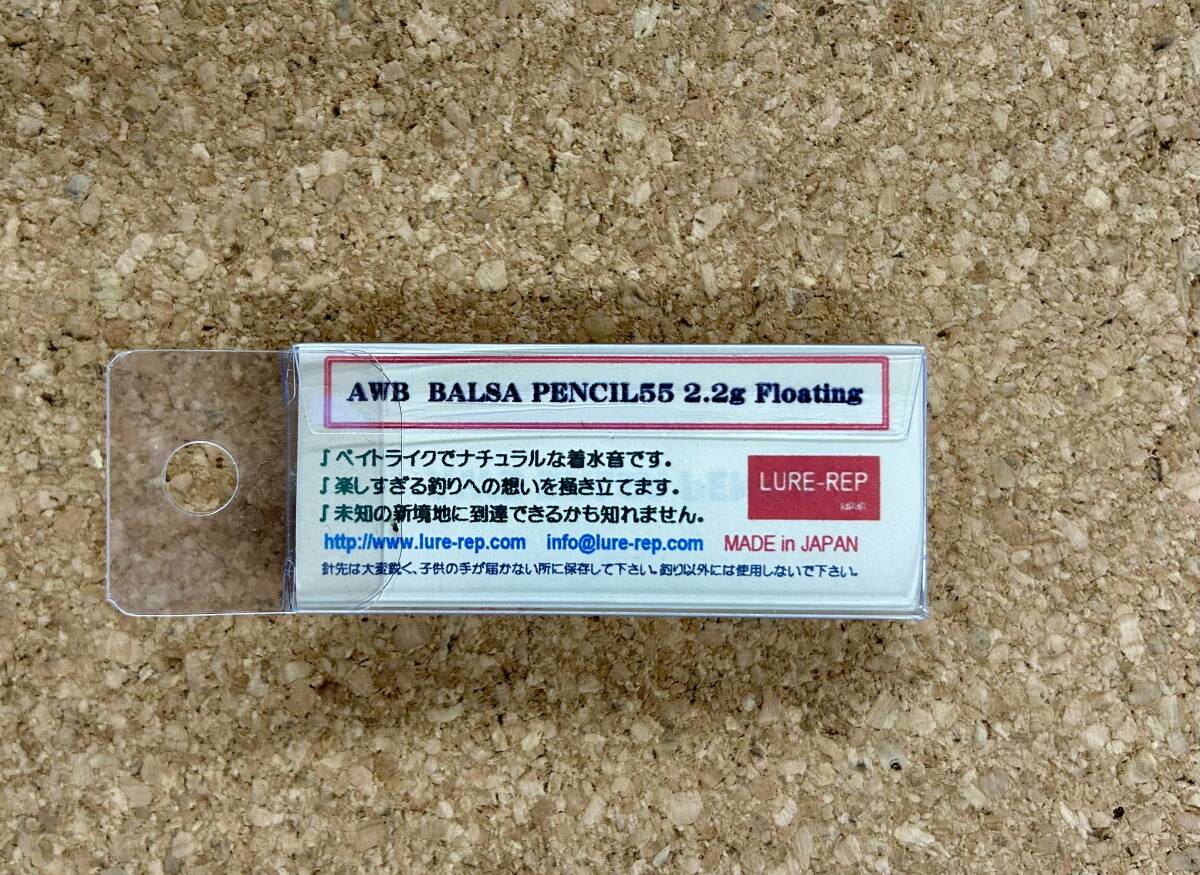 AWB BALSA PENCIL55 2.2g Floating
∫ベイトライクでナチュラルな着水音です。
∫楽しすぎる釣りへの想いを掻き立てます。
∫未知の新境地に到達できるかも知れません。
LURE-REP
japan
http://www.lure-rep.com info@lure-rep.com MADE in JAPAN
針先は大変鋭く、子供の手が届かない所に保存して下さい。釣り以外には使用しないで下さい。